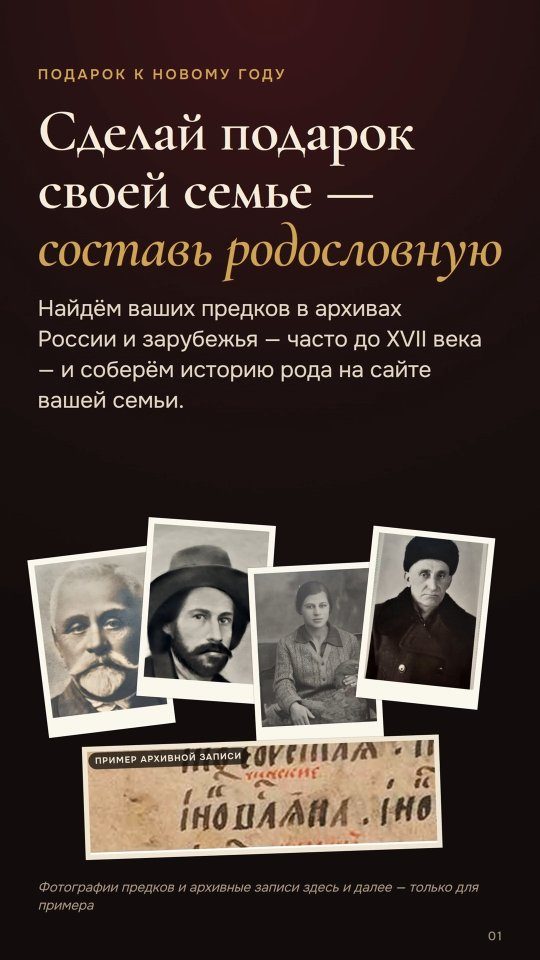 ПОДАРОК К НОВОМУ ГОДУ
Сделай подарок
своей семье —
составь родословную
Найдём ваших предков в архивах
России и зарубежья — часто до XVII века
— и соберём историю рода на сайте
вашей семьи.
ПРИМЕР АРХИВНОЙ ЗАПИСИ
Фотографии предков и архивные записи здесь и далее — только для
примера
01